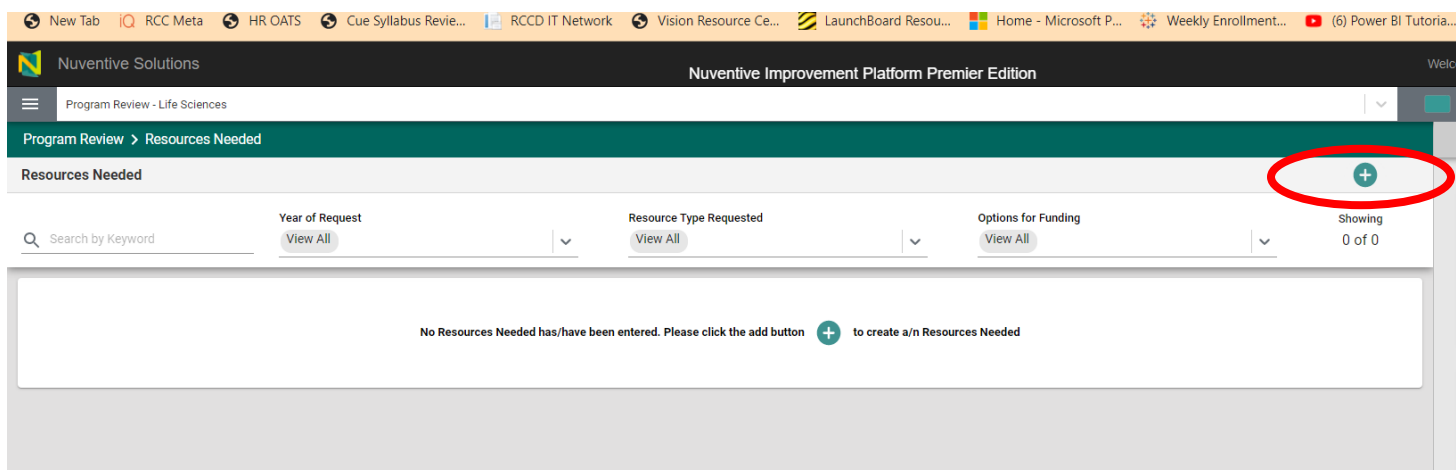 New Tab iQ RCC Meta HR OATS Cue Syllabus Revie... RCCD IT Network Vision Resource Ce... LaunchBoard Resou... Home - Microsoft P... Weekly Enrollment... (6) Power BI Tutoria...
N Nuventive Solutions Nuventive Improvement Platform Premier Edition Welco
Program Review - Life Sciences
Program Review > Resources Needed
Resources Needed
Year of Request Resource Type Requested Options for Funding Showing
Search by Keyword View All View All View All 0 of 0
No Resources Needed has/have been entered. Please click the add button + to create a/n Resources Needed